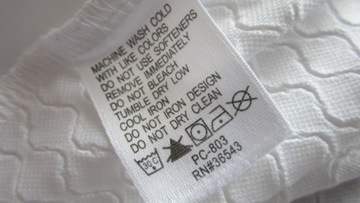 MACHINE WASH COLD
WITH LIKE COLORS
DO NOT USE SOFTENERS
REMOVE IMMEDIATELY
DO NOT BLEACH
TUMBLE DRY LOW
COOL IRON
DO NOT IRON DESIGN
DO NOT DRY CLEAN
30 C
PC-803
RN#36543